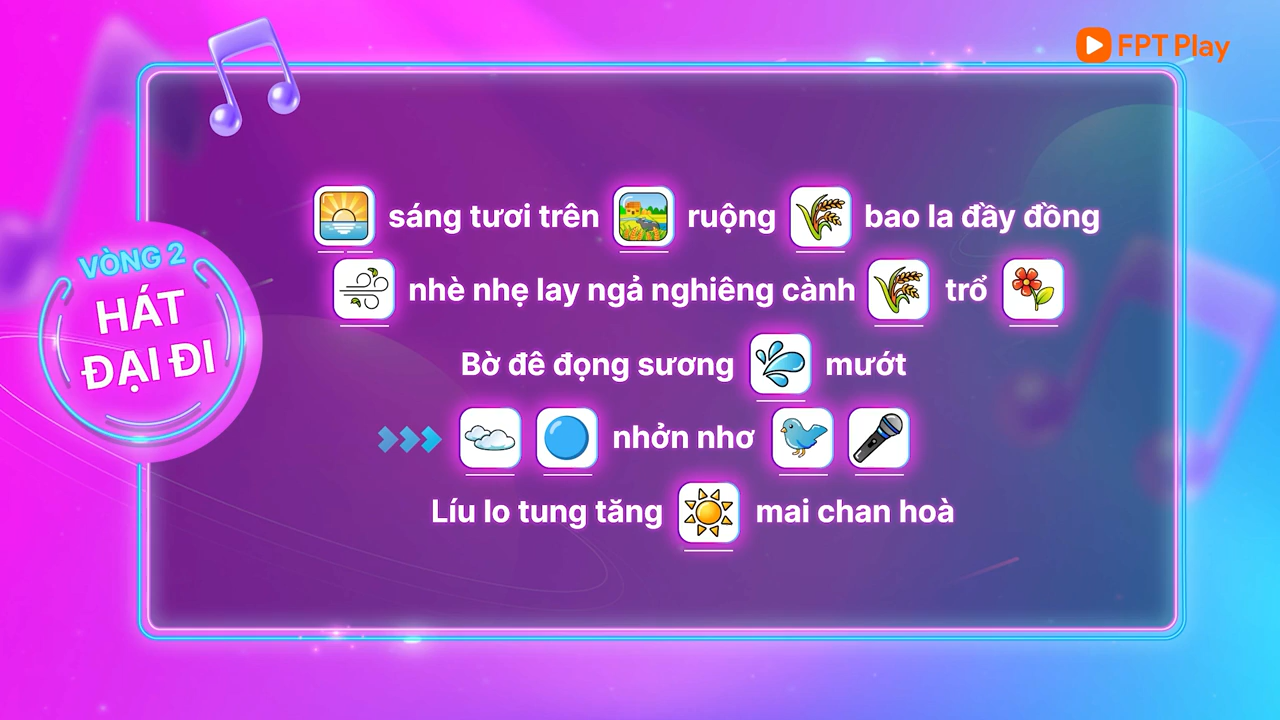 FPT Play
VÒNG 2
HÁT
ĐẠI ĐI
sáng tươi trên ruộng bao la đầy đồng
nhè nhẹ lay ngả nghiêng cành trổ
Bờ đê đọng sương mướt
nhởn nhơ
Líu lo tung tăng mai chan hoà